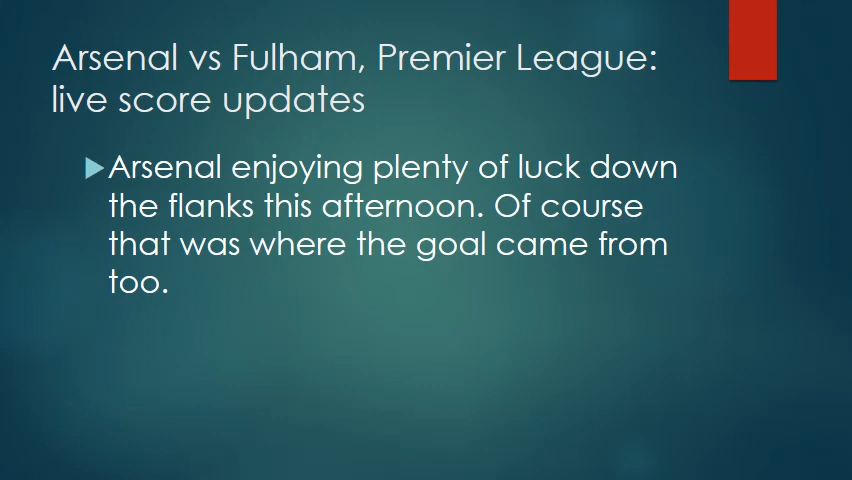 Arsenal vs Fulham, Premier League:
live score updates
Arsenal enjoying plenty of luck down
the flanks this afternoon. Of course
that was where the goal came from
too.